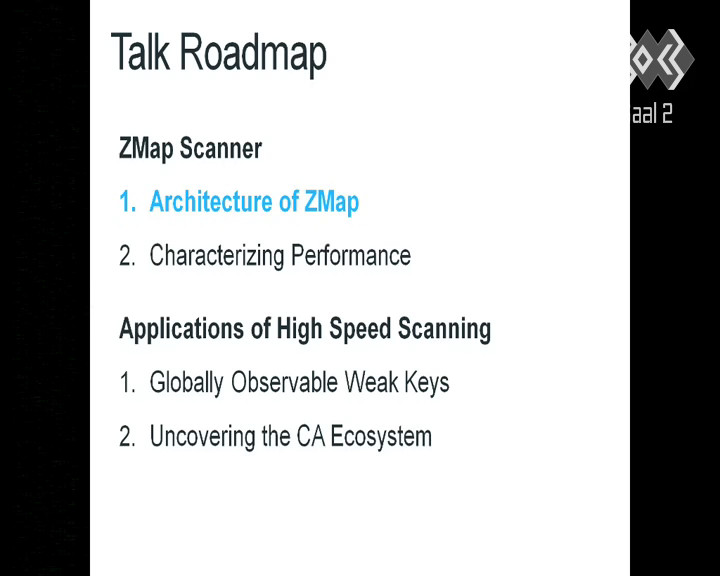 Talk Roadmap
ZMap Scanner
1. Architecture of ZMap
2. Characterizing Performance
Applications of High Speed Scanning
1. Globally Observable Weak Keys
2. Uncovering the CA Ecosystem
aal 2